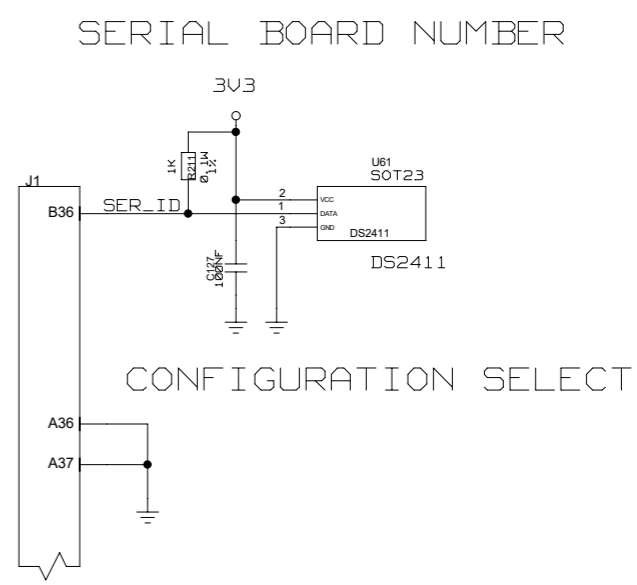 SERIAL BOARD NUMBER
3V3
1K
R211
0.1W
1%
U61
SOT23
J1
B36
SER_ID
2
VCC
1
DATA
3
GND
DS2411
DS2411
C127
100NF
CONFIGURATION SELECT
A36
A37